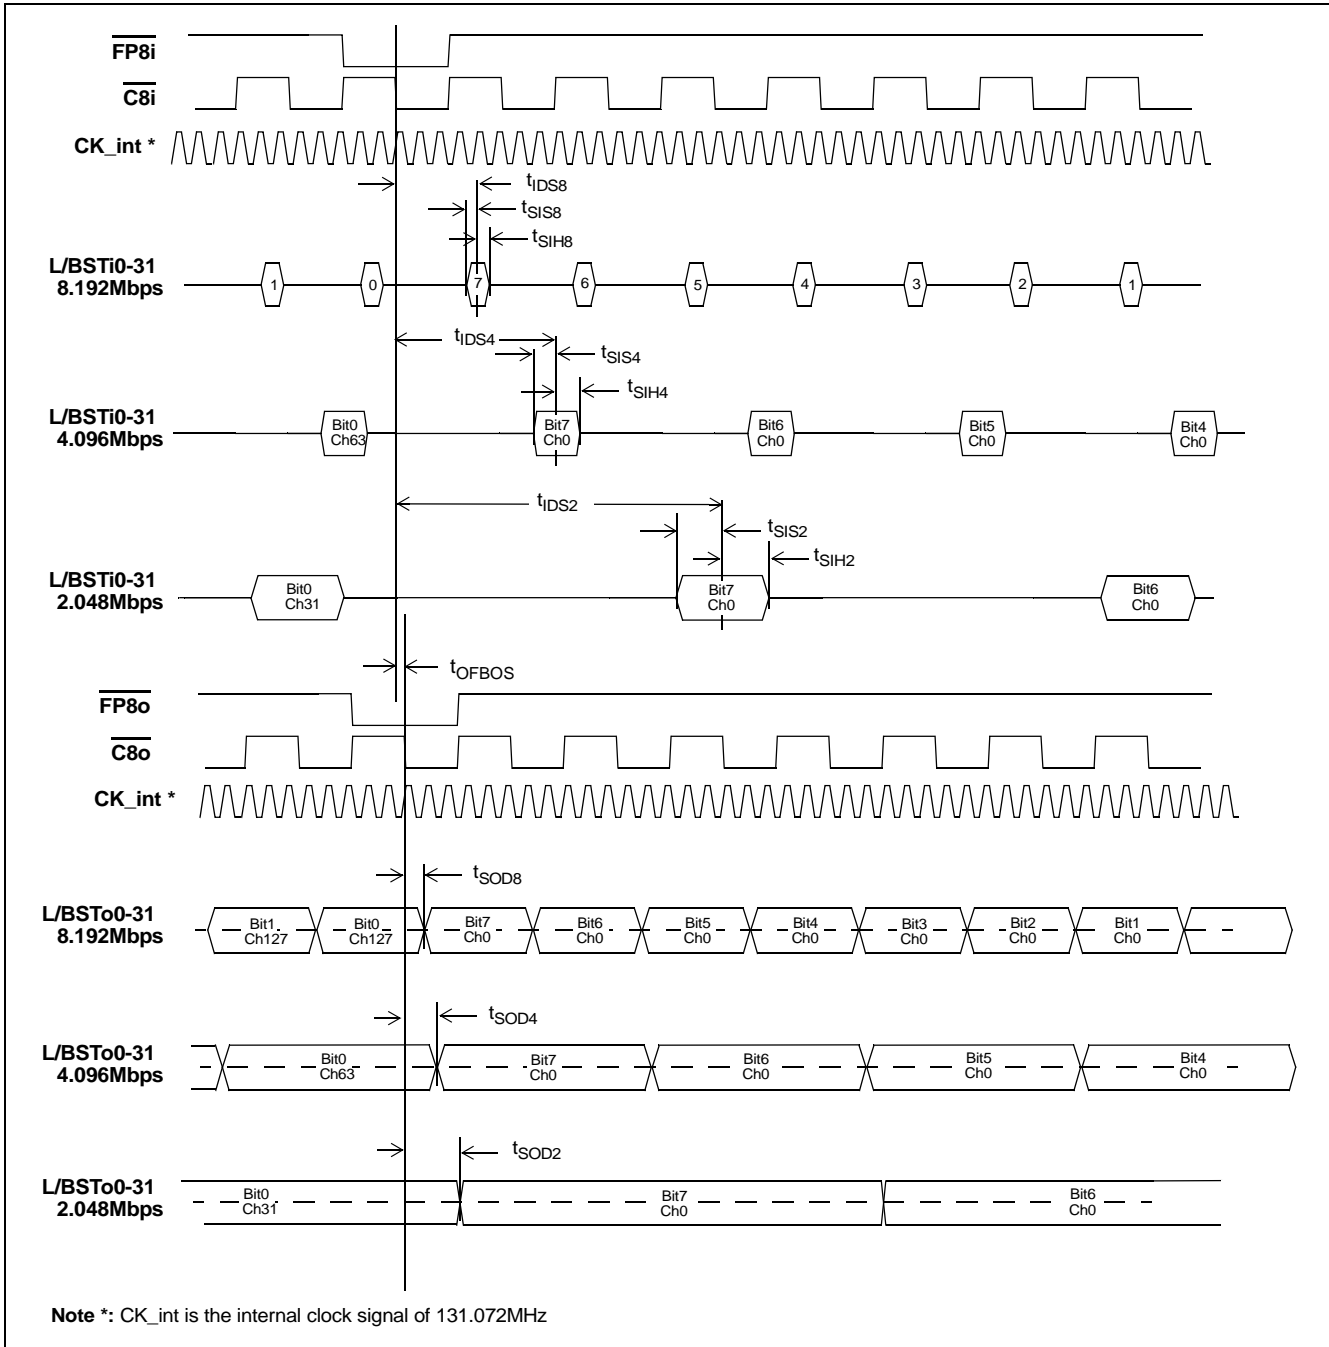 FP8i
C8i
CK_int *
tIDS8
tSIS8
tSIH8
L/BSTi0-31
8.192Mbps
1 0 7 6 5 4 3 2 1
tIDS4
tSIS4
tSIH4
L/BSTi0-31
4.096Mbps
Bit0 Ch63
Bit7 Ch0
Bit6 Ch0
Bit5 Ch0
Bit4 Ch0
tIDS2
tSIS2
tSIH2
L/BSTi0-31
2.048Mbps
Bit0 Ch31
Bit7 Ch0
Bit6 Ch0
tOFBOS
FP8o
C8o
CK_int *
tSOD8
L/BSTo0-31
8.192Mbps
Bit1 Ch127
Bit0 Ch127
Bit7 Ch0
Bit6 Ch0
Bit5 Ch0
Bit4 Ch0
Bit3 Ch0
Bit2 Ch0
Bit1 Ch0
tSOD4
L/BSTo0-31
4.096Mbps
Bit0 Ch63
Bit7 Ch0
Bit6 Ch0
Bit5 Ch0
Bit4 Ch0
tSOD2
L/BSTo0-31
2.048Mbps
Bit0 Ch31
Bit7 Ch0
Bit6 Ch0
Note *: CK_int is the internal clock signal of 131.072MHz